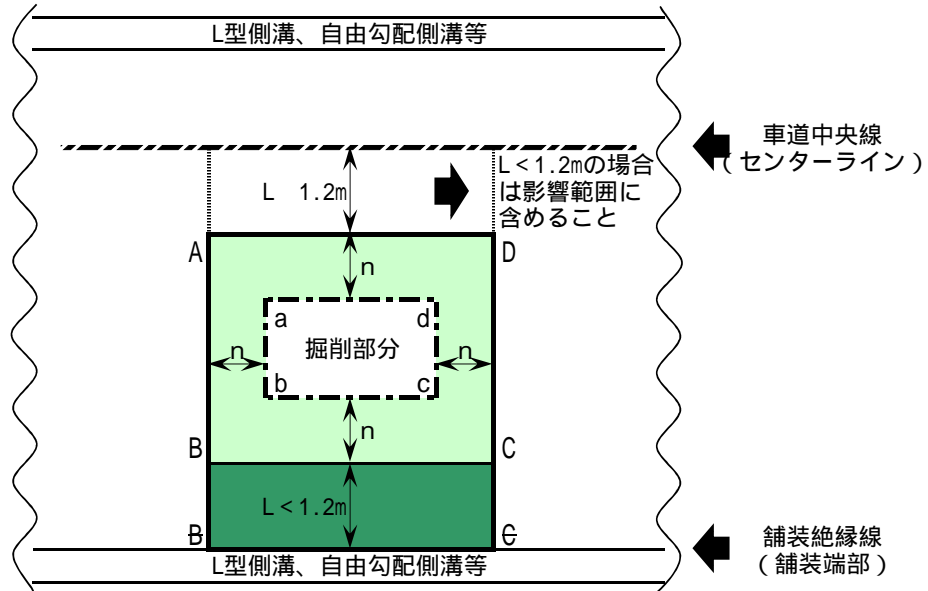 L型側溝、自由勾配側溝等
車道中央線
(センターライン)
L 1.2m
L<1.2mの場合
は影響範囲に
含めること
A
D
n
a
d
n
掘削部分
n
b
c
n
B
C
L<1.2m
B
C
舗装絶縁線
(舗装端部)
L型側溝、自由勾配側溝等